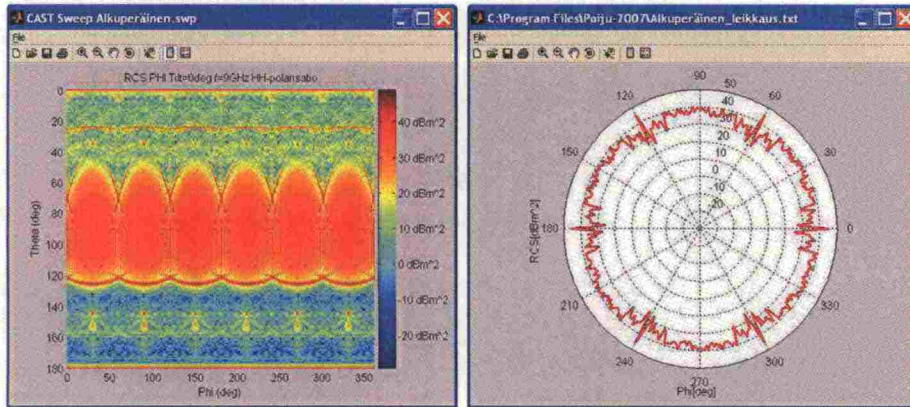 CAST Sweep Alkuperäinen.swp
File
RCS PHI Tilt=0deg f=9GHz HH-polarisatio
0
20
40
60
80
100
120
140
160
180
Theta (deg)
0 50 100 150 200 250 300 350
Phi (deg)
40 dBm^2
30 dBm^2
20 dBm^2
10 dBm^2
0 dBm^2
-10 dBm^2
-20 dBm^2
C:\Program Files\Poiju-2007\Alkuperäinen_leikkaus.txt
File
90
50
120
60
40
30
20
150
30
10
0
-20
180
0
RCS[dBm^2]
210
330
240
300
270
Phi[deg]